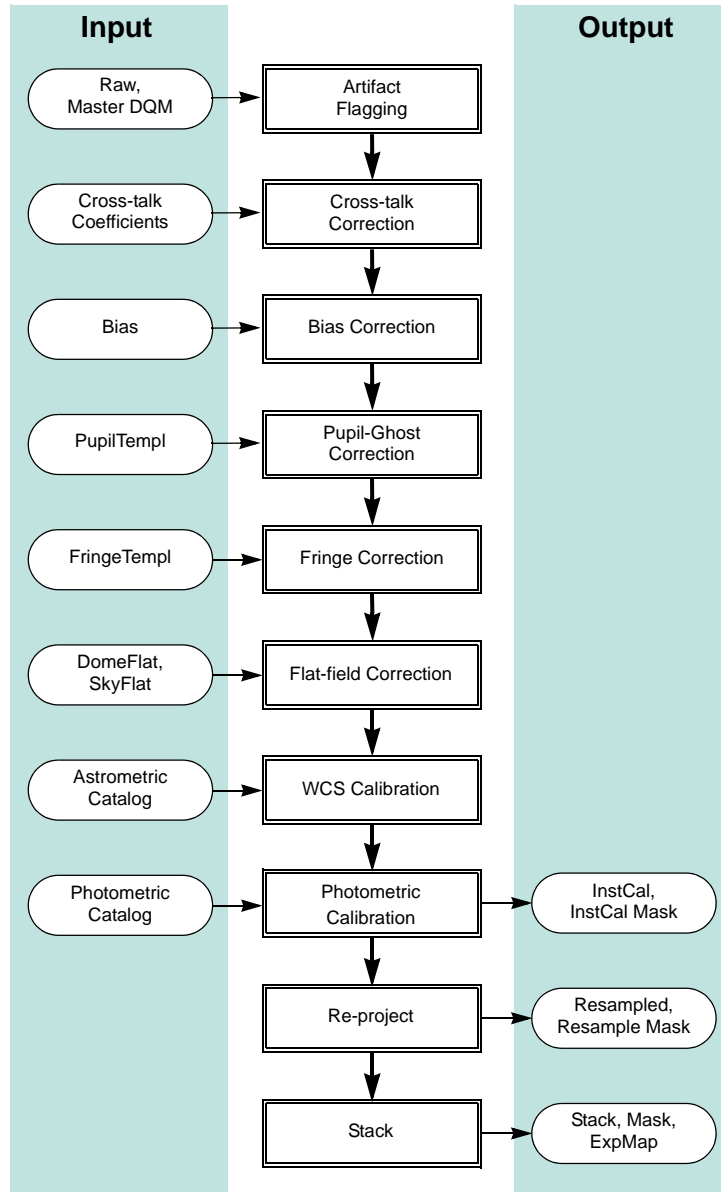 Input
Output
Raw,
Master DQM
Artifact
Flagging
Cross-talk
Coefficients
Cross-talk
Correction
Bias
Bias Correction
PupilTempl
Pupil-Ghost
Correction
FringeTempl
Fringe Correction
DomeFlat,
SkyFlat
Flat-field Correction
Astrometric
Catalog
WCS Calibration
Photometric
Catalog
Photometric
Calibration
InstCal,
InstCal Mask
Re-project
Resampled,
Resample Mask
Stack
Stack, Mask,
ExpMap